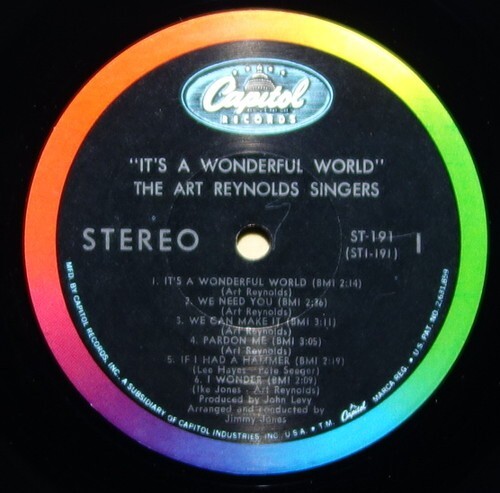 Capitol
RECORDS
"IT'S A WONDERFUL WORLD"
THE ART REYNOLDS SINGERS
STEREO
ST-191
(ST1-191)
1
1. IT'S A WONDERFUL WORLD (BMI 2:14)
(Art Reynolds)
2. WE NEED YOU (BMI 2:36)
(Art Reynolds)
3. WE CAN MAKE IT (BMI 3:11)
(Art Reynolds)
4. PARDON ME (BMI 3:05)
(Art Reynolds)
5. IF I HAD A HAMMER (BMI 2:19)
(Lee Hayes - Pete Seeger)
6. I WONDER (BMI 2:09)
(Ike Jones - Art Reynolds)
Produced by John Levy
Arranged and conducted by
Jimmy Jones
MFD. BY CAPITOL RECORDS, INC., A SUBSIDIARY OF CAPITOL INDUSTRIES, INC., U.S.A. • T.M. Capitol MARCA REG. • U.S. PAT. NO. 2,631,859